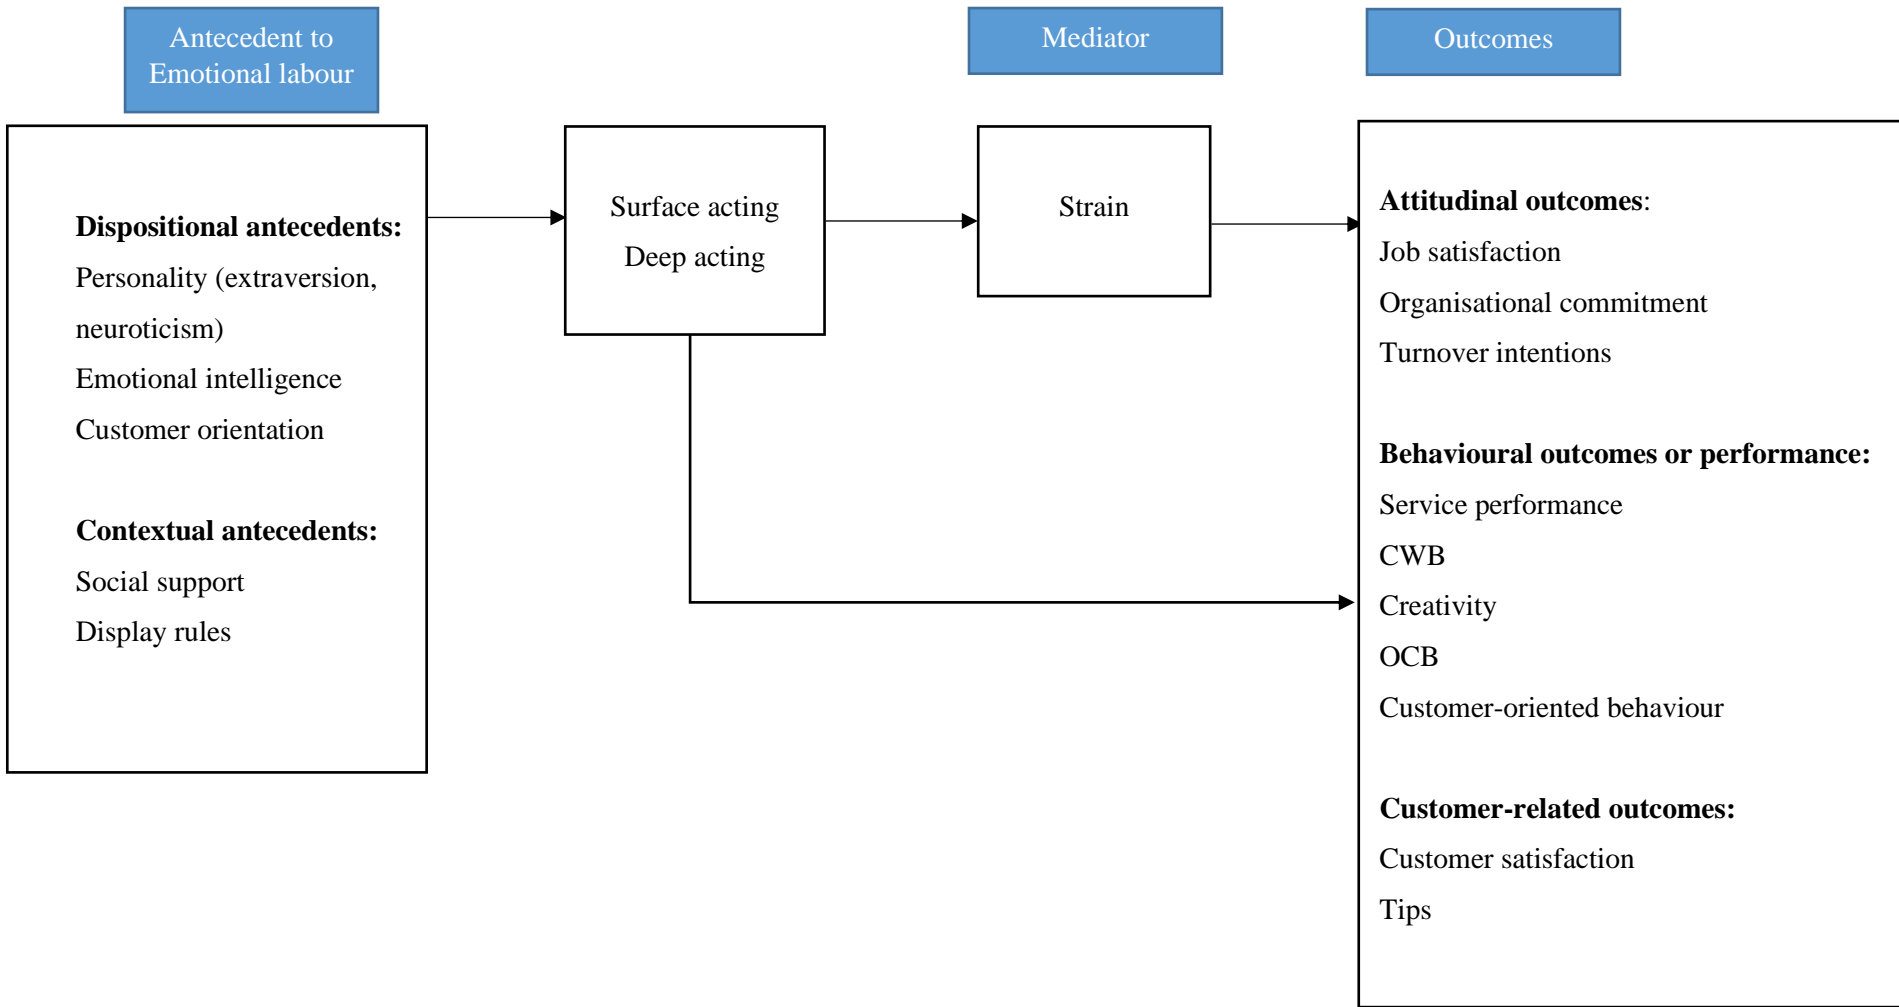 Antecedent to
Emotional labour
Mediator
Outcomes
Dispositional antecedents:
Personality (extraversion,
neuroticism)
Emotional intelligence
Customer orientation
Contextual antecedents:
Social support
Display rules
Surface acting
Deep acting
Strain
Attitudinal outcomes:
Job satisfaction
Organisational commitment
Turnover intentions
Behavioural outcomes or performance:
Service performance
CWB
Creativity
OCB
Customer-oriented behaviour
Customer-related outcomes:
Customer satisfaction
Tips